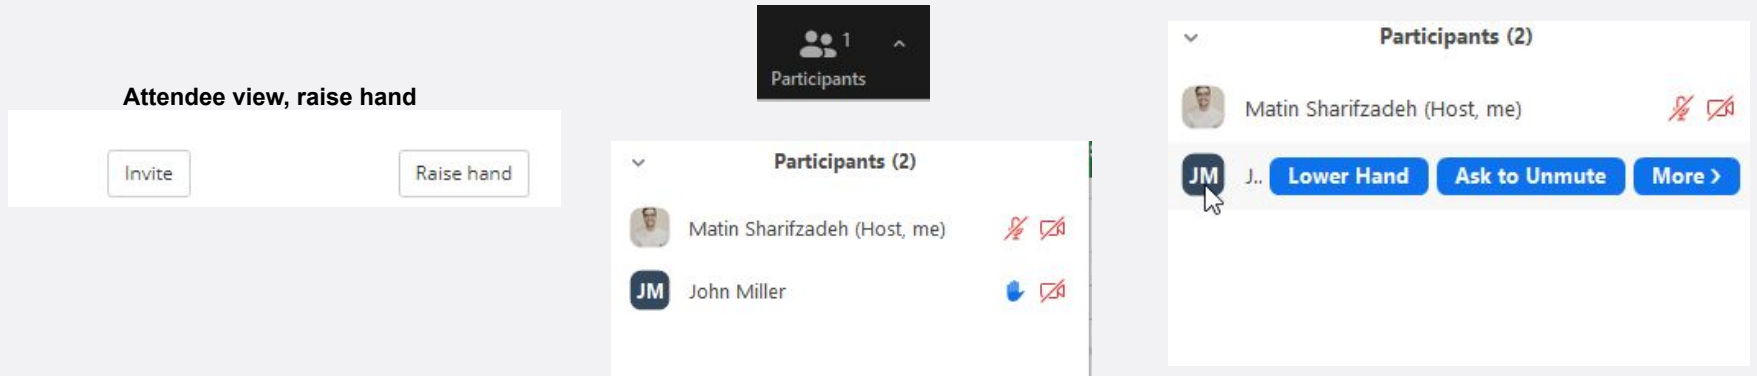 Attendee view, raise hand
Invite
Raise hand
1
Participants
Participants (2)
Matin Sharifzadeh (Host, me)
JM
John Miller
Participants (2)
Matin Sharifzadeh (Host, me)
JM
J..
Lower Hand
Ask to Unmute
More >